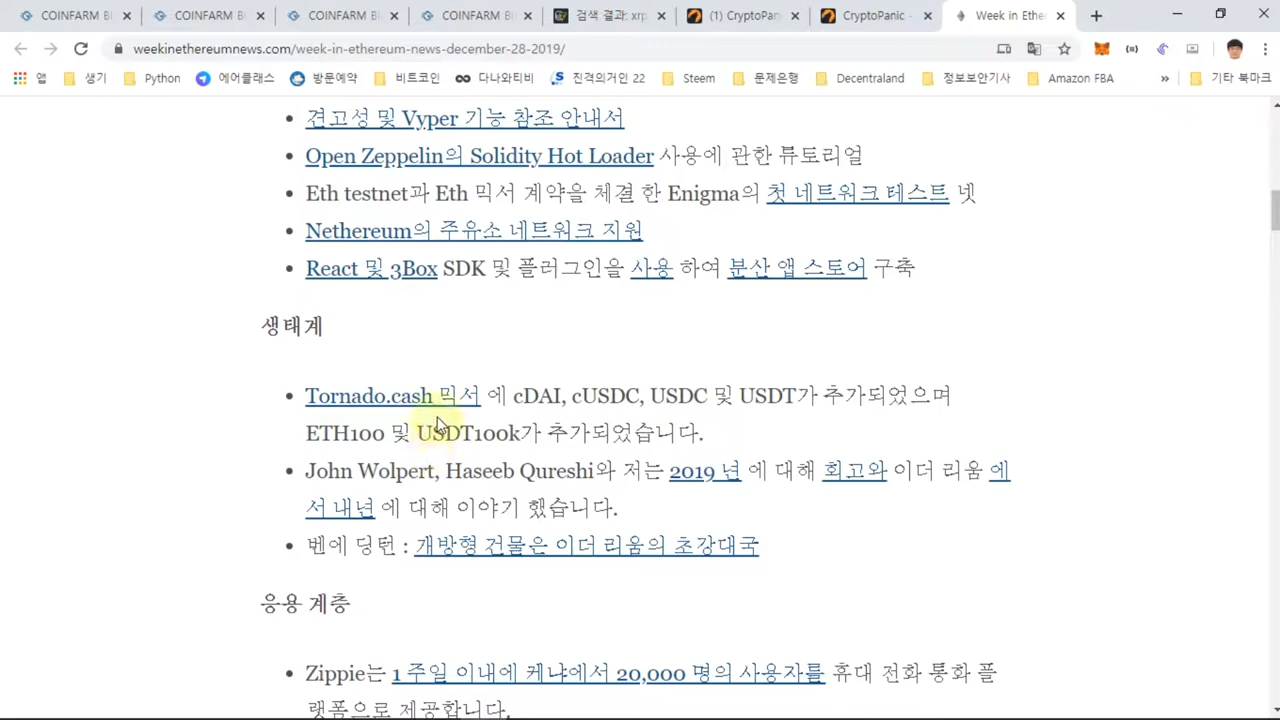 COINFARM B
COINFARM B
COINFARM B
COINFARM B
검색 결과: xrp
(1) CryptoPan
CryptoPanic -
Week in Ethe
weekinethereumnews.com/week-in-ethereum-news-december-28-2019/
앱 생기 Python 에어클래스 방문예약 비트코인 다나와티비 진격의거인 22 Steem 문제은행 Decentraland 정보보안기사 Amazon FBA » 기타 북마크
• 견고성 및 Vyper 기능 참조 안내서
• Open Zeppelin의 Solidity Hot Loader 사용에 관한 튜토리얼
• Eth testnet과 Eth 믹서 계약을 체결 한 Enigma의 첫 네트워크 테스트 넷
• Nethereum의 주유소 네트워크 지원
• React 및 3Box SDK 및 플러그인을 사용 하여 분산 앱 스토어 구축
생태계
• Tornado.cash 믹서 에 cDAI, cUSDC, USDC 및 USDT가 추가되었으며
ETH100 및 USDT100k가 추가되었습니다.
• John Wolpert, Haseeb Qureshi와 저는 2019 년 에 대해 회고와 이더 리움 에
서 내년 에 대해 이야기 했습니다.
• 벤에 딩턴 : 개방형 건물은 이더 리움의 초강대국
응용 계층
• Zippie는 1 주일 이내에 케냐에서 20,000 명의 사용자를 휴대 전화 통화 플
랫폼으로 제공합니다.